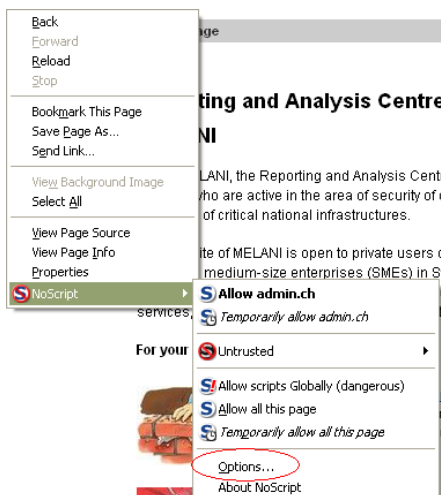 Back
Forward
Reload
Stop
Bookmark This Page
Save Page As...
Send Link...
View Background Image
Select All
View Page Source
View Page Info
Properties
NoScript
ting and Analysis Centre
NI
LANI, the Reporting and Analysis Cent
who are active in the area of security of
of critical national infrastructures.
ite of MELANI is open to private users
medium-size enterprises (SMEs) in S
services,
For your
Allow admin.ch
Temporarily allow admin.ch
Untrusted
Allow scripts Globally (dangerous)
Allow all this page
Temporarily allow all this page
Options...
About NoScript